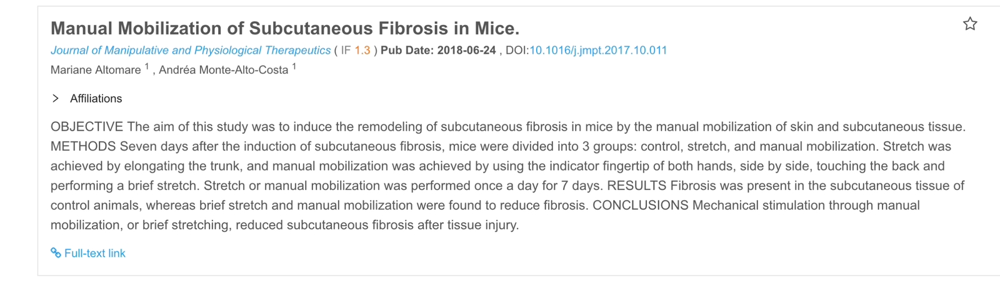 Manual Mobilization of Subcutaneous Fibrosis in Mice.
Journal of Manipulative and Physiological Therapeutics ( IF 1.3 ) Pub Date: 2018-06-24 , DOI:10.1016/j.jmpt.2017.10.011
Mariane Altomare 1 , Andréa Monte-Alto-Costa 1
Affiliations
OBJECTIVE The aim of this study was to induce the remodeling of subcutaneous fibrosis in mice by the manual mobilization of skin and subcutaneous tissue.
METHODS Seven days after the induction of subcutaneous fibrosis, mice were divided into 3 groups: control, stretch, and manual mobilization. Stretch was
achieved by elongating the trunk, and manual mobilization was achieved by using the indicator fingertip of both hands, side by side, touching the back and
performing a brief stretch. Stretch or manual mobilization was performed once a day for 7 days. RESULTS Fibrosis was present in the subcutaneous tissue of
control animals, whereas brief stretch and manual mobilization were found to reduce fibrosis. CONCLUSIONS Mechanical stimulation through manual
mobilization, or brief stretching, reduced subcutaneous fibrosis after tissue injury.
Full-text link